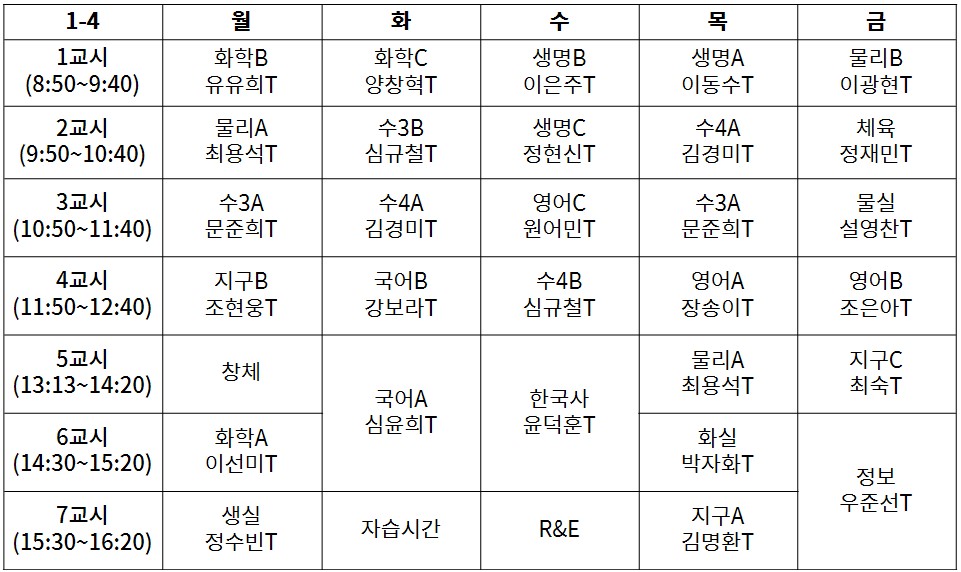 1-4 월 화 수 목 금
1교시 화학B 화학C 생명B 생명A 물리B
(8:50~9:40) 유유희T 양창혁T 이은주T 이동수T 이광현T
2교시 물리A 수3B 생명C 수4A 체육
(9:50~10:40) 최용석T 심규철T 정현신T 김경미T 정재민T
3교시 수3A 수4A 영어C 수3A 물실
(10:50~11:40) 문준희T 김경미T 원어민T 문준희T 설영찬T
4교시 지구B 국어B 수4B 영어A 영어B
(11:50~12:40) 조현웅T 강보라T 심규철T 장송이T 조은아T
5교시 창체 물리A 지구C
(13:13~14:20) 최용석T 최숙T
국어A 한국사
심윤희T 윤덕훈T
6교시 화학A 화실
(14:30~15:20) 이선미T 박자화T
정보
우준선T
7교시 생실 자습시간 R&E 지구A
(15:30~16:20) 정수빈T 김명환T